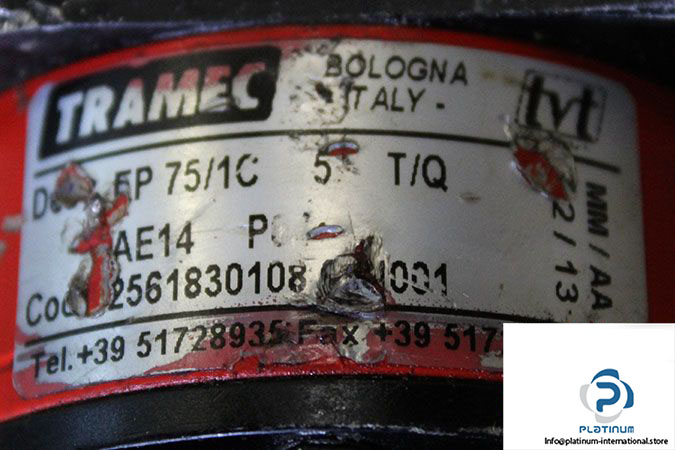 TRAMEC BOLOGNA ITALY - tvt
EP 75/1C 5 T/Q
AE14
2561830108 001
Tel.+39 51728935 Fax +39 517
MM/AA
2/13
PLATINUM
Info@platinum-international.store